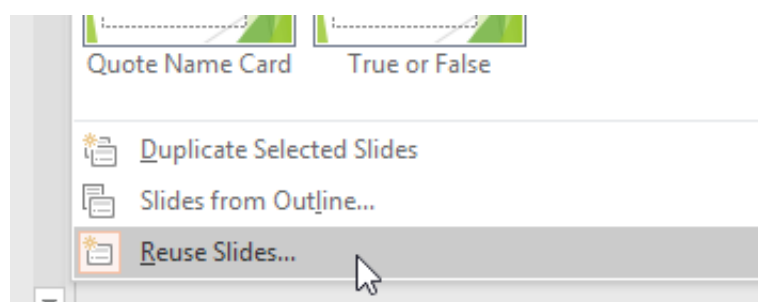 Quote Name Card True or False
Duplicate Selected Slides
Slides from Outline...
Reuse Slides...